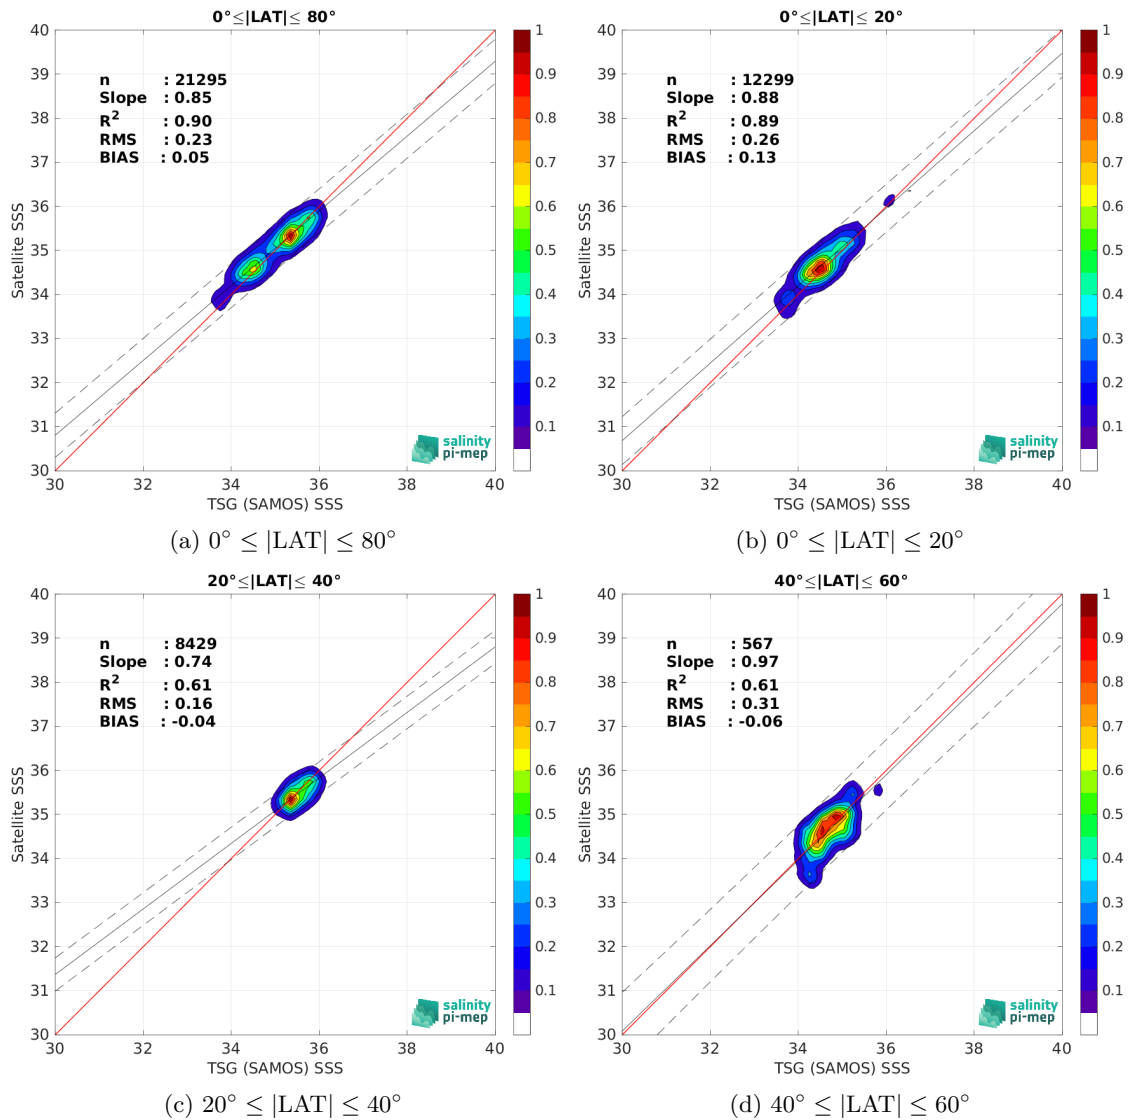 0°≤|LAT|≤ 80°
40
39
38
37
36
35
34
33
32
31
30
Satellite SSS
n : 21295
Slope : 0.85
R² : 0.90
RMS : 0.23
BIAS : 0.05
1
0.9
0.8
0.7
0.6
0.5
0.4
0.3
0.2
0.1
salinity
pi-mep
30 32 34 36 38 40
TSG (SAMOS) SSS
(a) 0° ≤ |LAT| ≤ 80°
0°≤|LAT|≤ 20°
40
39
38
37
36
35
34
33
32
31
30
Satellite SSS
n : 12299
Slope : 0.88
R² : 0.89
RMS : 0.26
BIAS : 0.13
1
0.9
0.8
0.7
0.6
0.5
0.4
0.3
0.2
0.1
salinity
pi-mep
30 32 34 36 38 40
TSG (SAMOS) SSS
(b) 0° ≤ |LAT| ≤ 20°
20°≤|LAT|≤ 40°
40
39
38
37
36
35
34
33
32
31
30
Satellite SSS
n : 8429
Slope : 0.74
R² : 0.61
RMS : 0.16
BIAS : -0.04
1
0.9
0.8
0.7
0.6
0.5
0.4
0.3
0.2
0.1
salinity
pi-mep
30 32 34 36 38 40
TSG (SAMOS) SSS
(c) 20° ≤ |LAT| ≤ 40°
40°≤|LAT|≤ 60°
40
39
38
37
36
35
34
33
32
31
30
Satellite SSS
n : 567
Slope : 0.97
R² : 0.61
RMS : 0.31
BIAS : -0.06
1
0.9
0.8
0.7
0.6
0.5
0.4
0.3
0.2
0.1
salinity
pi-mep
30 32 34 36 38 40
TSG (SAMOS) SSS
(d) 40° ≤ |LAT| ≤ 60°